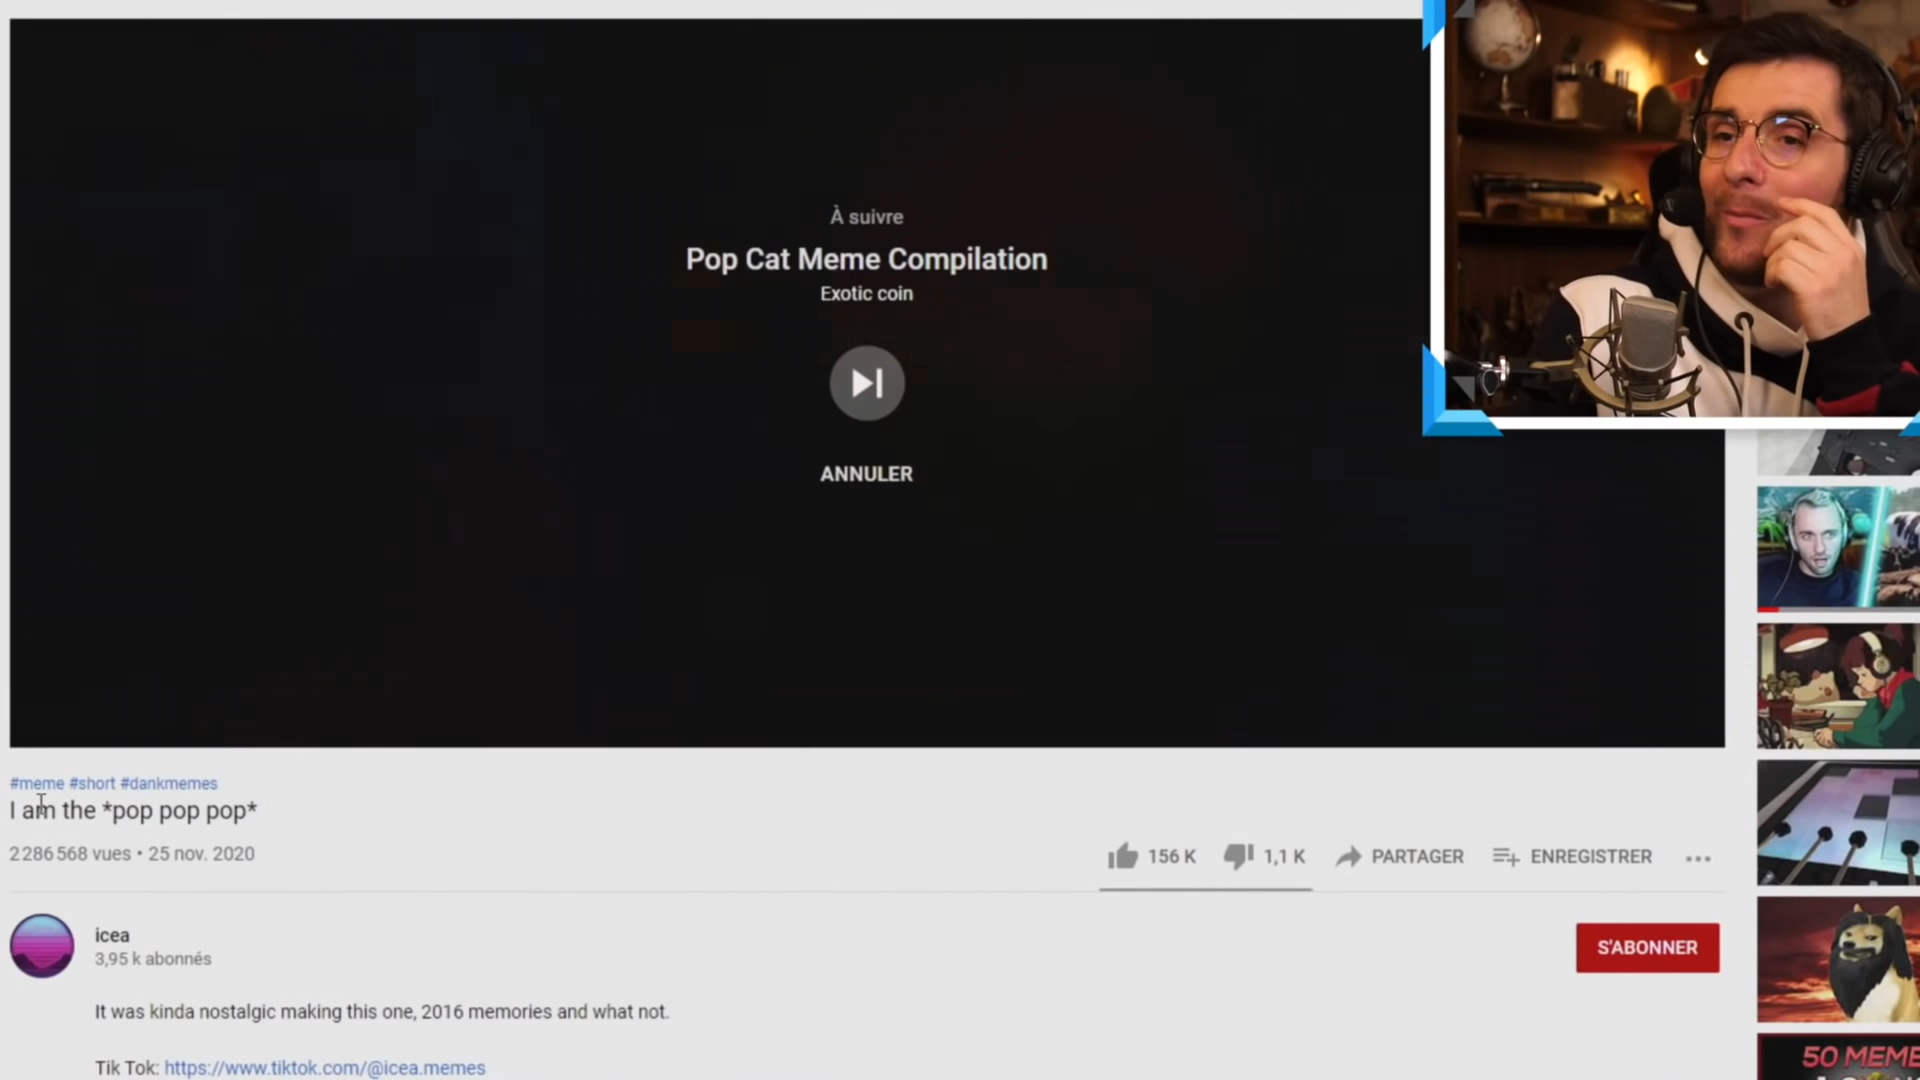 À suivre
Pop Cat Meme Compilation
Exotic coin
ANNULER
#meme #short #dankmemes
I am the *pop pop pop*
2 286 568 vues • 25 nov. 2020
156 K
1,1 K
PARTAGER
ENREGISTRER
icea
3,95 k abonnés
S'ABONNER
It was kinda nostalgic making this one, 2016 memories and what not.
Tik Tok: https://www.tiktok.com/@icea.memes
50 MEME